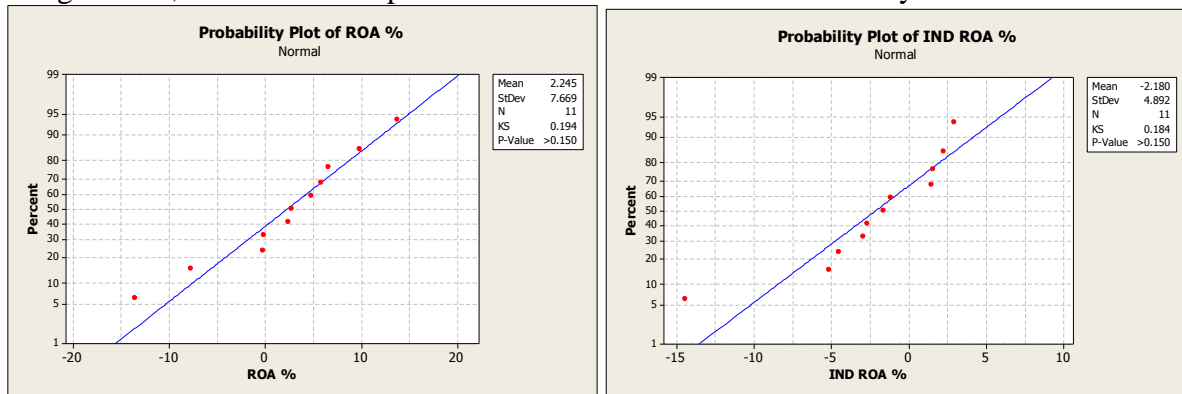 Probability Plot of ROA %
Normal
99
95
90
80
70
60
50
40
30
20
10
5
1
Percent
-20
-10
0
10
20
ROA %
Mean 2.245
StDev 7.669
N 11
KS 0.194
P-Value >0.150
Probability Plot of IND ROA %
Normal
99
95
90
80
70
60
50
40
30
20
10
5
1
Percent
-15
-10
-5
0
5
10
IND ROA %
Mean -2.180
StDev 4.892
N 11
KS 0.184
P-Value >0.150